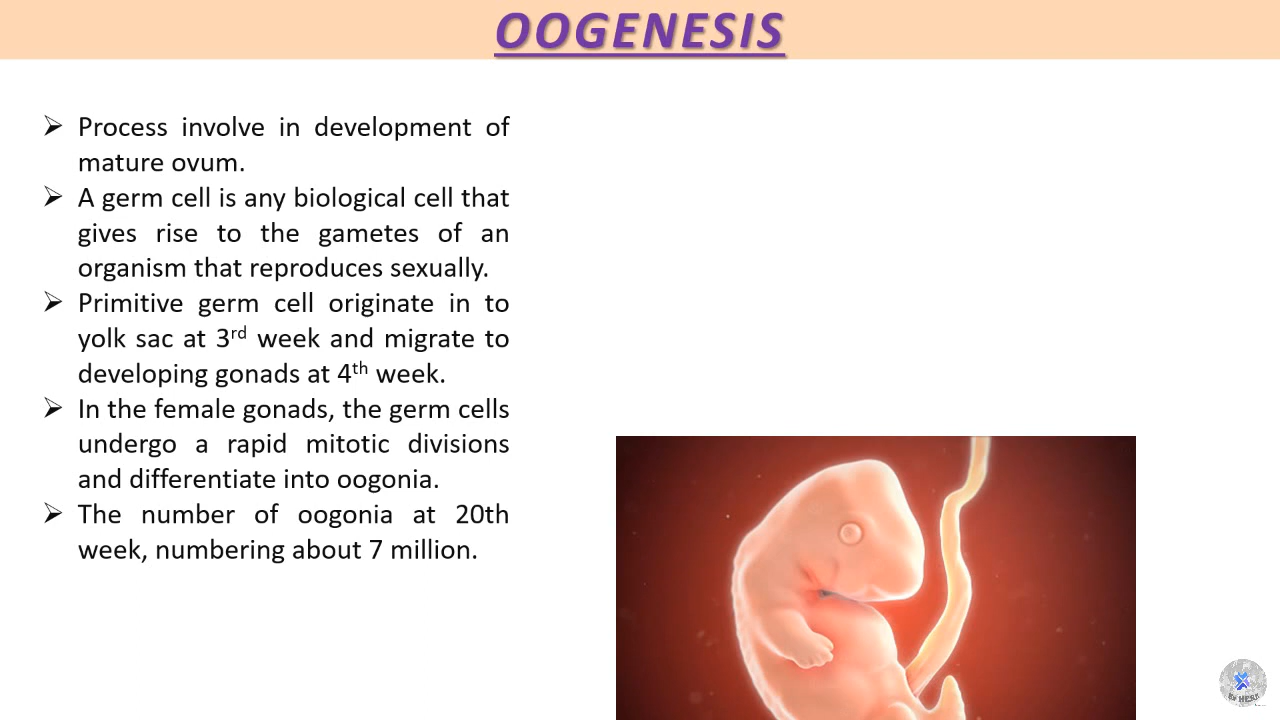 OOGENESIS
➢ Process involve in development of
mature ovum.
➢ A germ cell is any biological cell that
gives rise to the gametes of an
organism that reproduces sexually.
➢ Primitive germ cell originate in to
yolk sac at 3rd week and migrate to
developing gonads at 4th week.
➢ In the female gonads, the germ cells
undergo a rapid mitotic divisions
and differentiate into oogonia.
➢ The number of oogonia at 20th
week, numbering about 7 million.